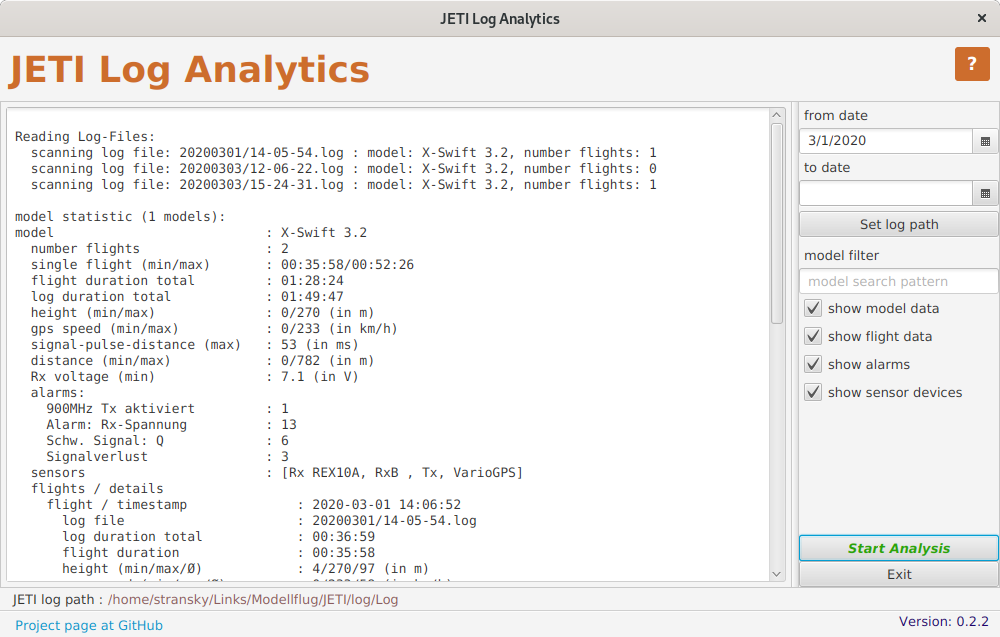 JETI Log Analytics
×
JETI Log Analytics
?
Reading Log-Files:
scanning log file: 20200301/14-05-54.log : model: X-Swift 3.2, number flights: 1
scanning log file: 20200303/12-06-22.log : model: X-Swift 3.2, number flights: 0
scanning log file: 20200303/15-24-31.log : model: X-Swift 3.2, number flights: 1
model statistic (1 models):
model : X-Swift 3.2
number flights : 2
single flight (min/max) : 00:35:58/00:52:26
flight duration total : 01:28:24
log duration total : 01:49:47
height (min/max) : 0/270 (in m)
gps speed (min/max) : 0/233 (in km/h)
signal-pulse-distance (max) : 53 (in ms)
distance (min/max) : 0/782 (in m)
Rx voltage (min) : 7.1 (in V)
alarms:
900MHz Tx aktiviert : 1
Alarm: Rx-Spannung : 13
Schw. Signal: Q : 6
Signalverlust : 3
sensors : [Rx REX10A, RxB , Tx, VarioGPS]
flights / details
flight / timestamp : 2020-03-01 14:06:52
log file : 20200301/14-05-54.log
log duration total : 00:36:59
flight duration : 00:35:58
height (min/max/Ø) : 4/270/97 (in m)
from date
3/1/2020
to date
Set log path
model filter
model search pattern
show model data
show flight data
show alarms
show sensor devices
Start Analysis
Exit
JETI log path : /home/stransky/Links/Modellflug/JETI/log/Log
Project page at GitHub
Version: 0.2.2